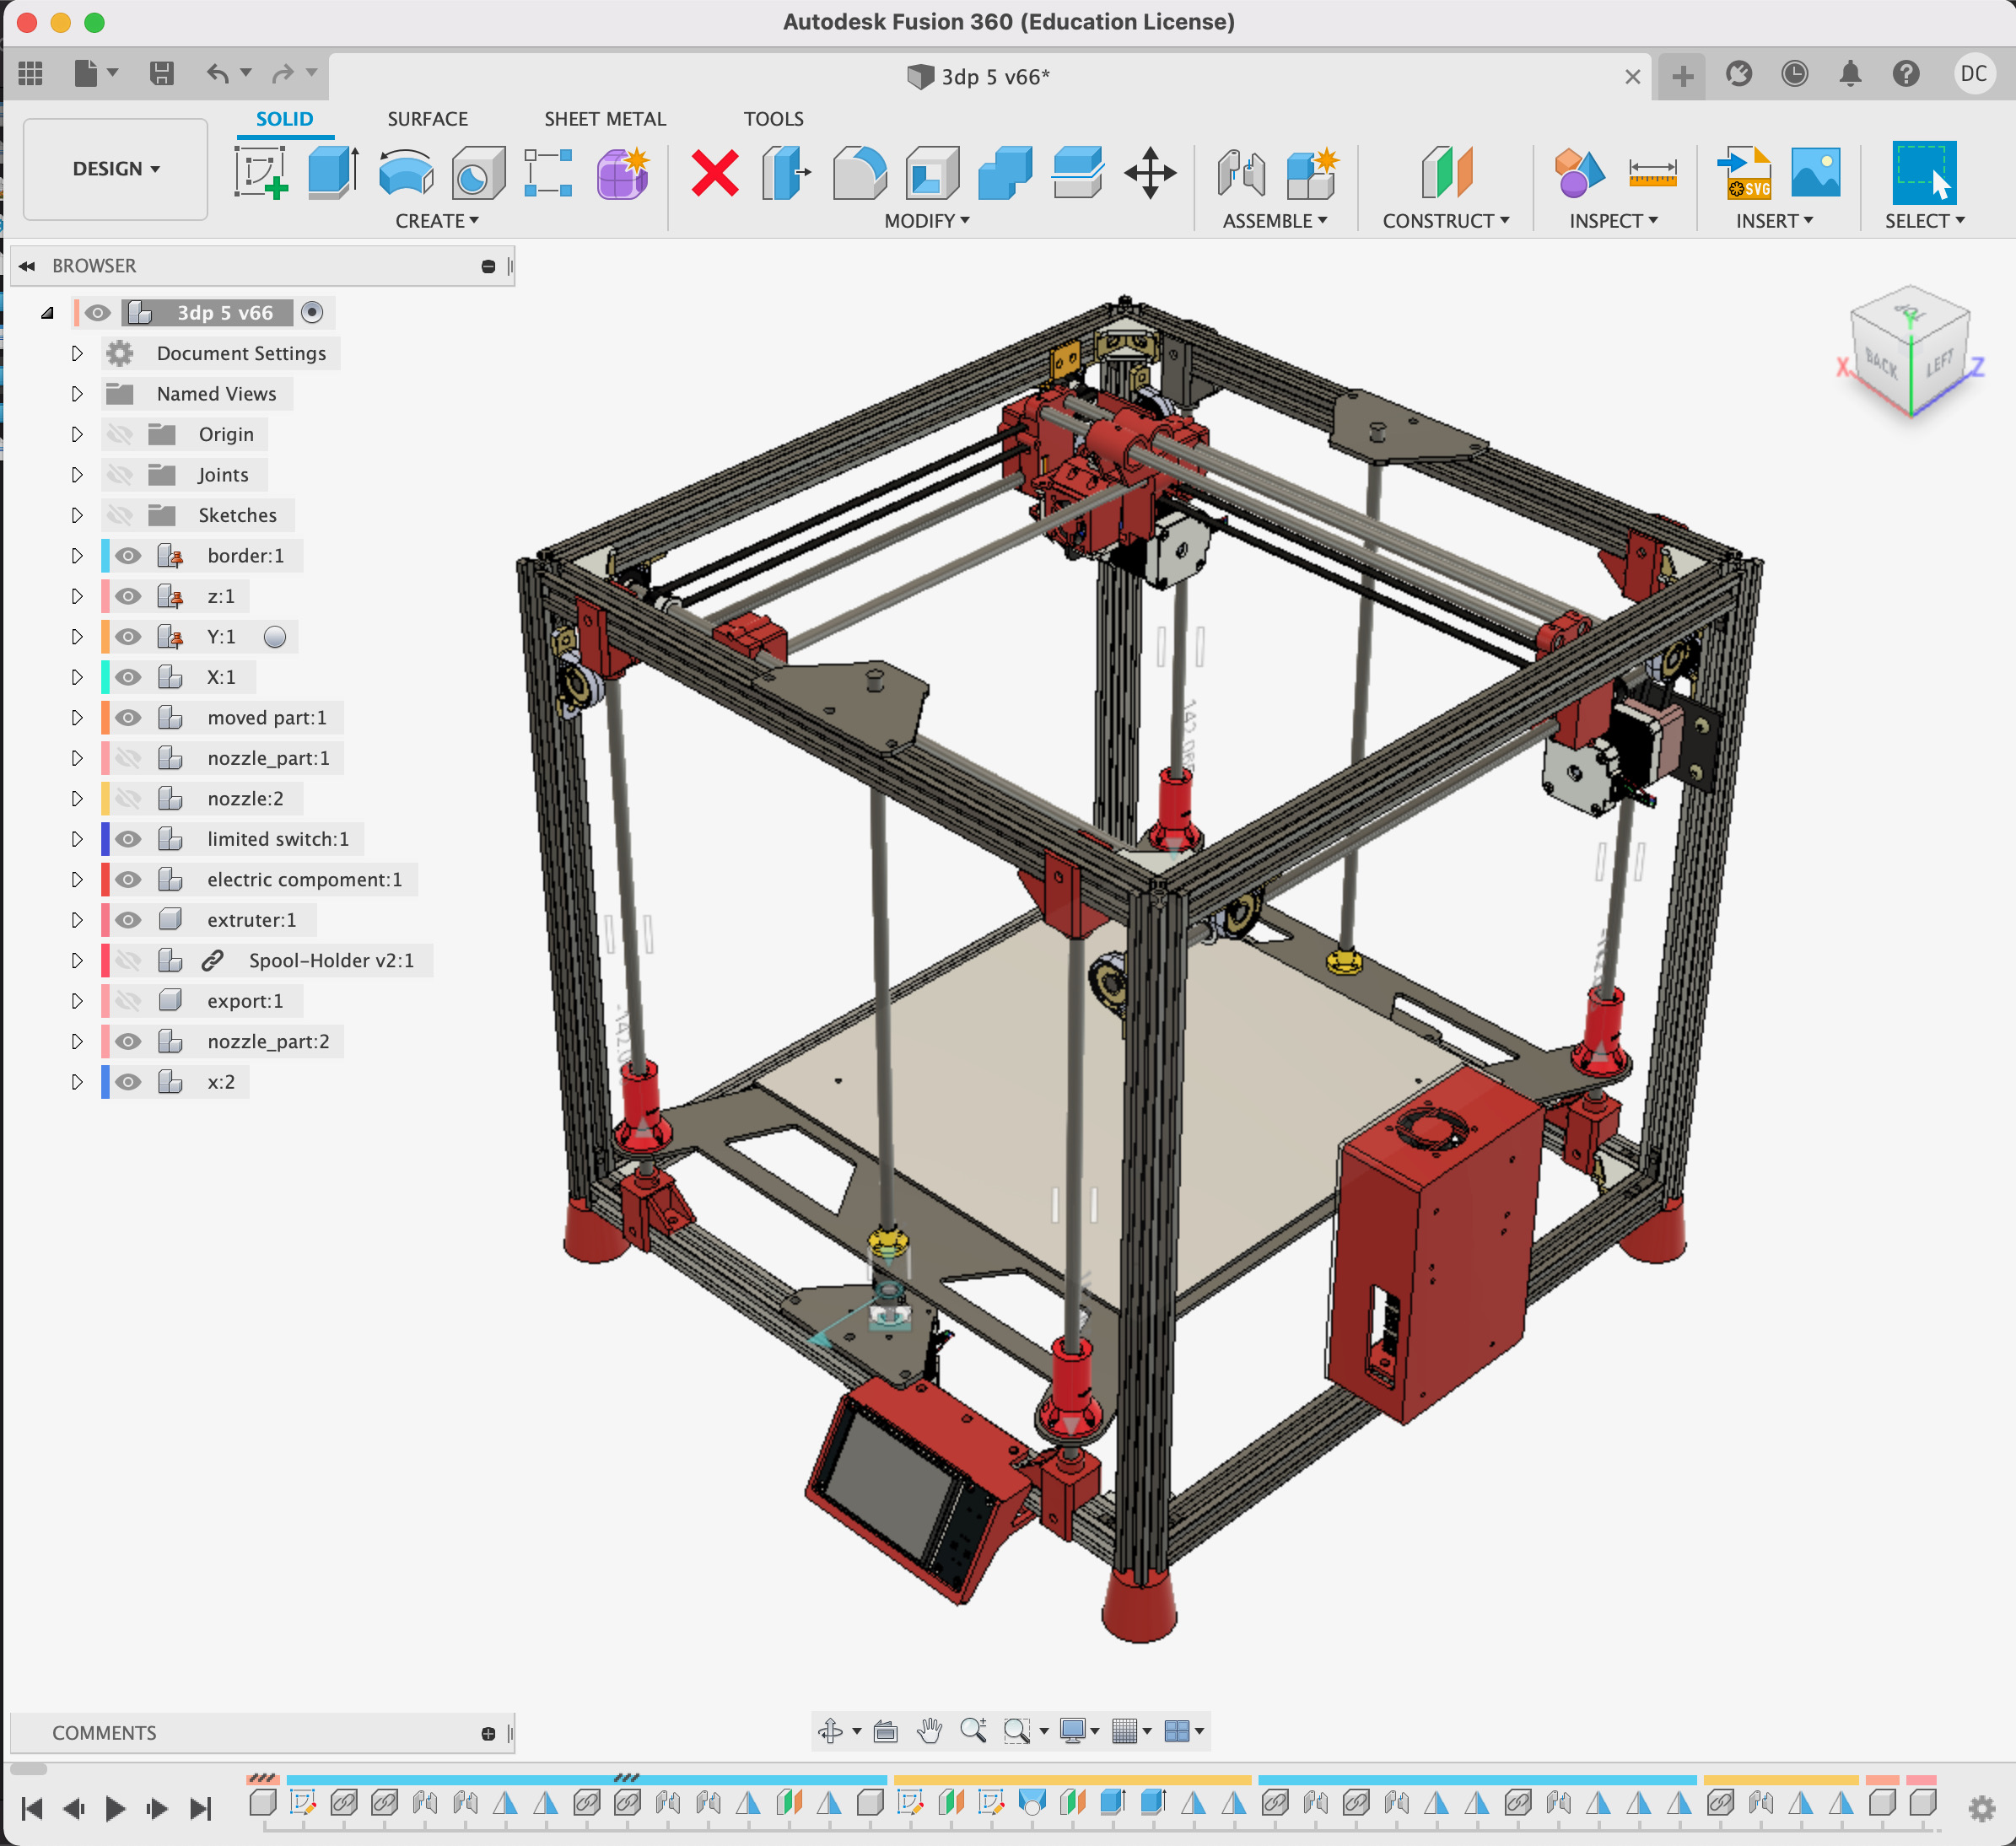 Autodesk Fusion 360 (Education License)
3dp 5 v66*
DC
SOLID
SURFACE
SHEET METAL
TOOLS
DESIGN
CREATE
MODIFY
ASSEMBLE
CONSTRUCT
INSPECT
SVG
INSERT
SELECT
BROWSER
3dp 5 v66
Document Settings
Named Views
Origin
Joints
Sketches
border:1
z:1
Y:1
X:1
moved part:1
nozzle_part:1
nozzle:2
limited switch:1
electric compoment:1
extruter:1
Spool-Holder v2:1
export:1
nozzle_part:2
x:2
TOP
BACK
LEFT
X
Y
Z
COMMENTS